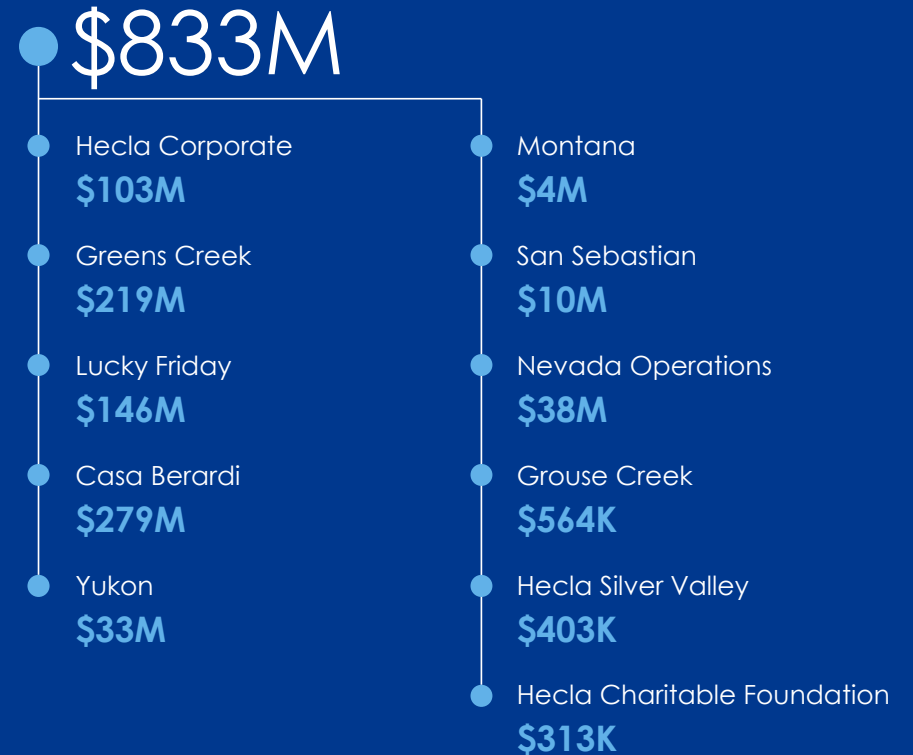 $833M
Hecla Corporate
$103M
Greens Creek
$219M
Lucky Friday
$146M
Casa Berardi
$279M
Yukon
$33M
Montana
$4M
San Sebastian
$10M
Nevada Operations
$38M
Grouse Creek
$564K
Hecla Silver Valley
$403K
Hecla Charitable Foundation
$313K